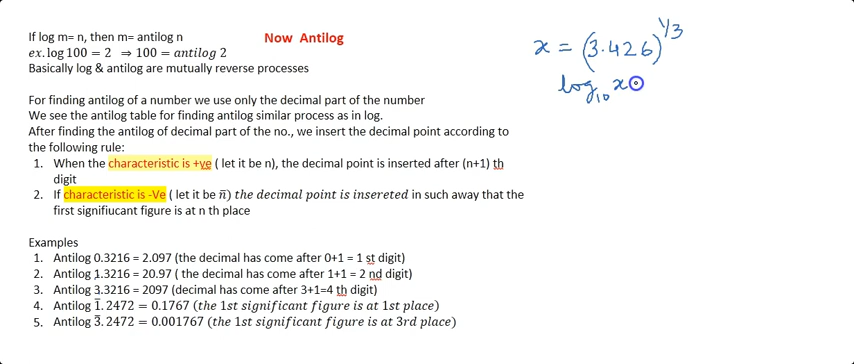 If log m= n, then m= antilog n
Now Antilog
ex. log 100 = 2 ⇒ 100 = antilog 2
Basically log & antilog are mutually reverse processes
For finding antilog of a number we use only the decimal part of the number
We see the antilog table for finding antilog similar process as in log.
After finding the antilog of decimal part of the no., we insert the decimal point according to
the following rule:
1. When the characteristic is +ve ( let it be n), the decimal point is inserted after (n+1) th
digit
2. If characteristic is -Ve ( let it be n̅) the decimal point is insereted in such away that the
first signifiucant figure is at n th place
Examples
1. Antilog 0.3216 = 2.097 (the decimal has come after 0+1 = 1 st digit)
2. Antilog 1.3216 = 20.97 ( the decimal has come after 1+1 = 2 nd digit)
3. Antilog 3.3216 = 2097 (decimal has come after 3+1=4 th digit)
4. Antilog 1̅. 2472 = 0.1767 (the 1st significant figure is at 1st place)
5. Antilog 3̅. 2472 = 0.001767 (the 1st significant figure is at 3rd place)
x = (3.426)^1/3
log₁₀ x